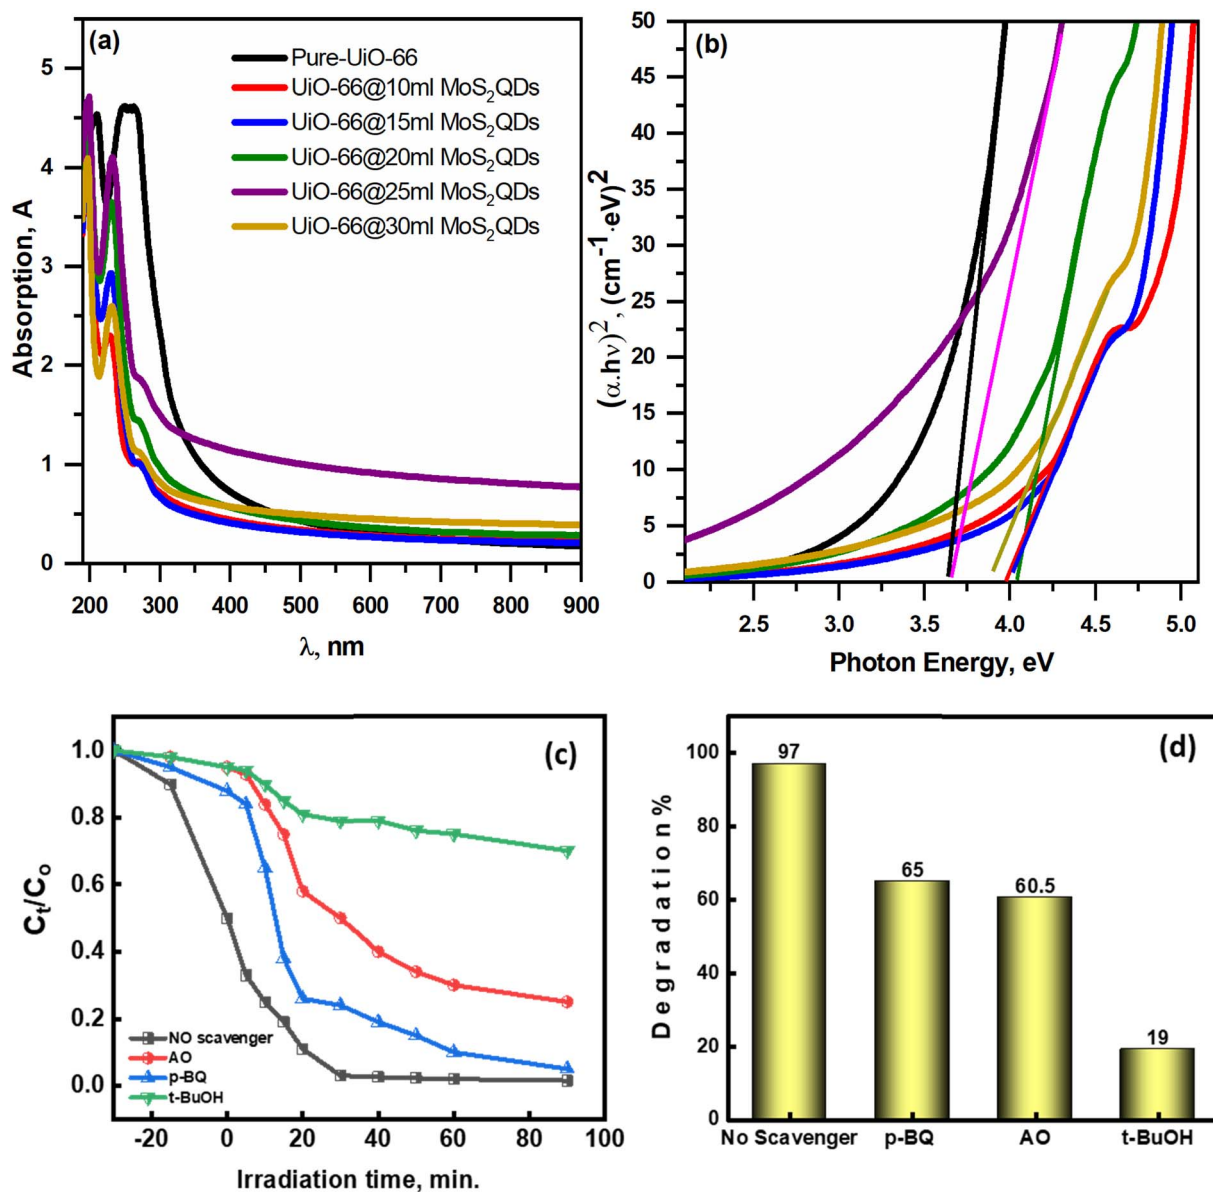 (a)
Pure-UiO-66
UiO-66@10ml MoS₂QDs
UiO-66@15ml MoS₂QDs
UiO-66@20ml MoS₂QDs
UiO-66@25ml MoS₂QDs
UiO-66@30ml MoS₂QDs
5
4
3
2
1
0
Absorption, A
200 300 400 500 600 700 800 900
λ, nm
(b)
50
45
40
35
30
25
20
15
10
5
0
(α.hν)², (cm⁻¹·eV)²
2.5 3.0 3.5 4.0 4.5 5.0
Photon Energy, eV
(c)
1.0
0.8
0.6
0.4
0.2
0.0
Cₜ/Cₒ
NO scavenger
AO
p-BQ
t-BuOH
-20 0 20 40 60 80 100
Irradiation time, min.
(d)
100
80
60
40
20
0
Degradation%
97
65
60.5
19
No Scavenger p-BQ AO t-BuOH